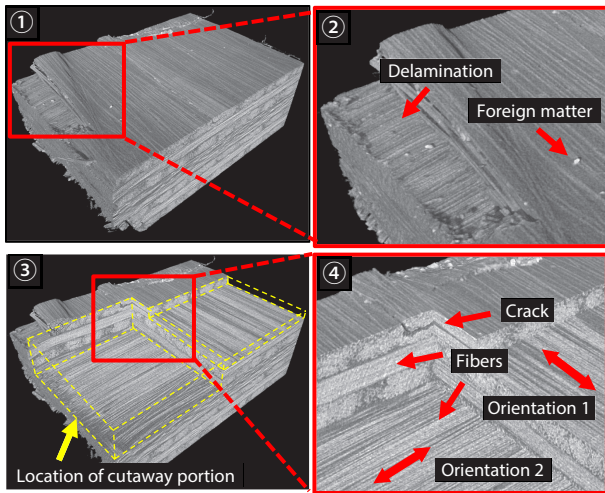 ①
②
Delamination
Foreign matter
③
Location of cutaway portion
④
Crack
Fibers
Orientation 1
Orientation 2